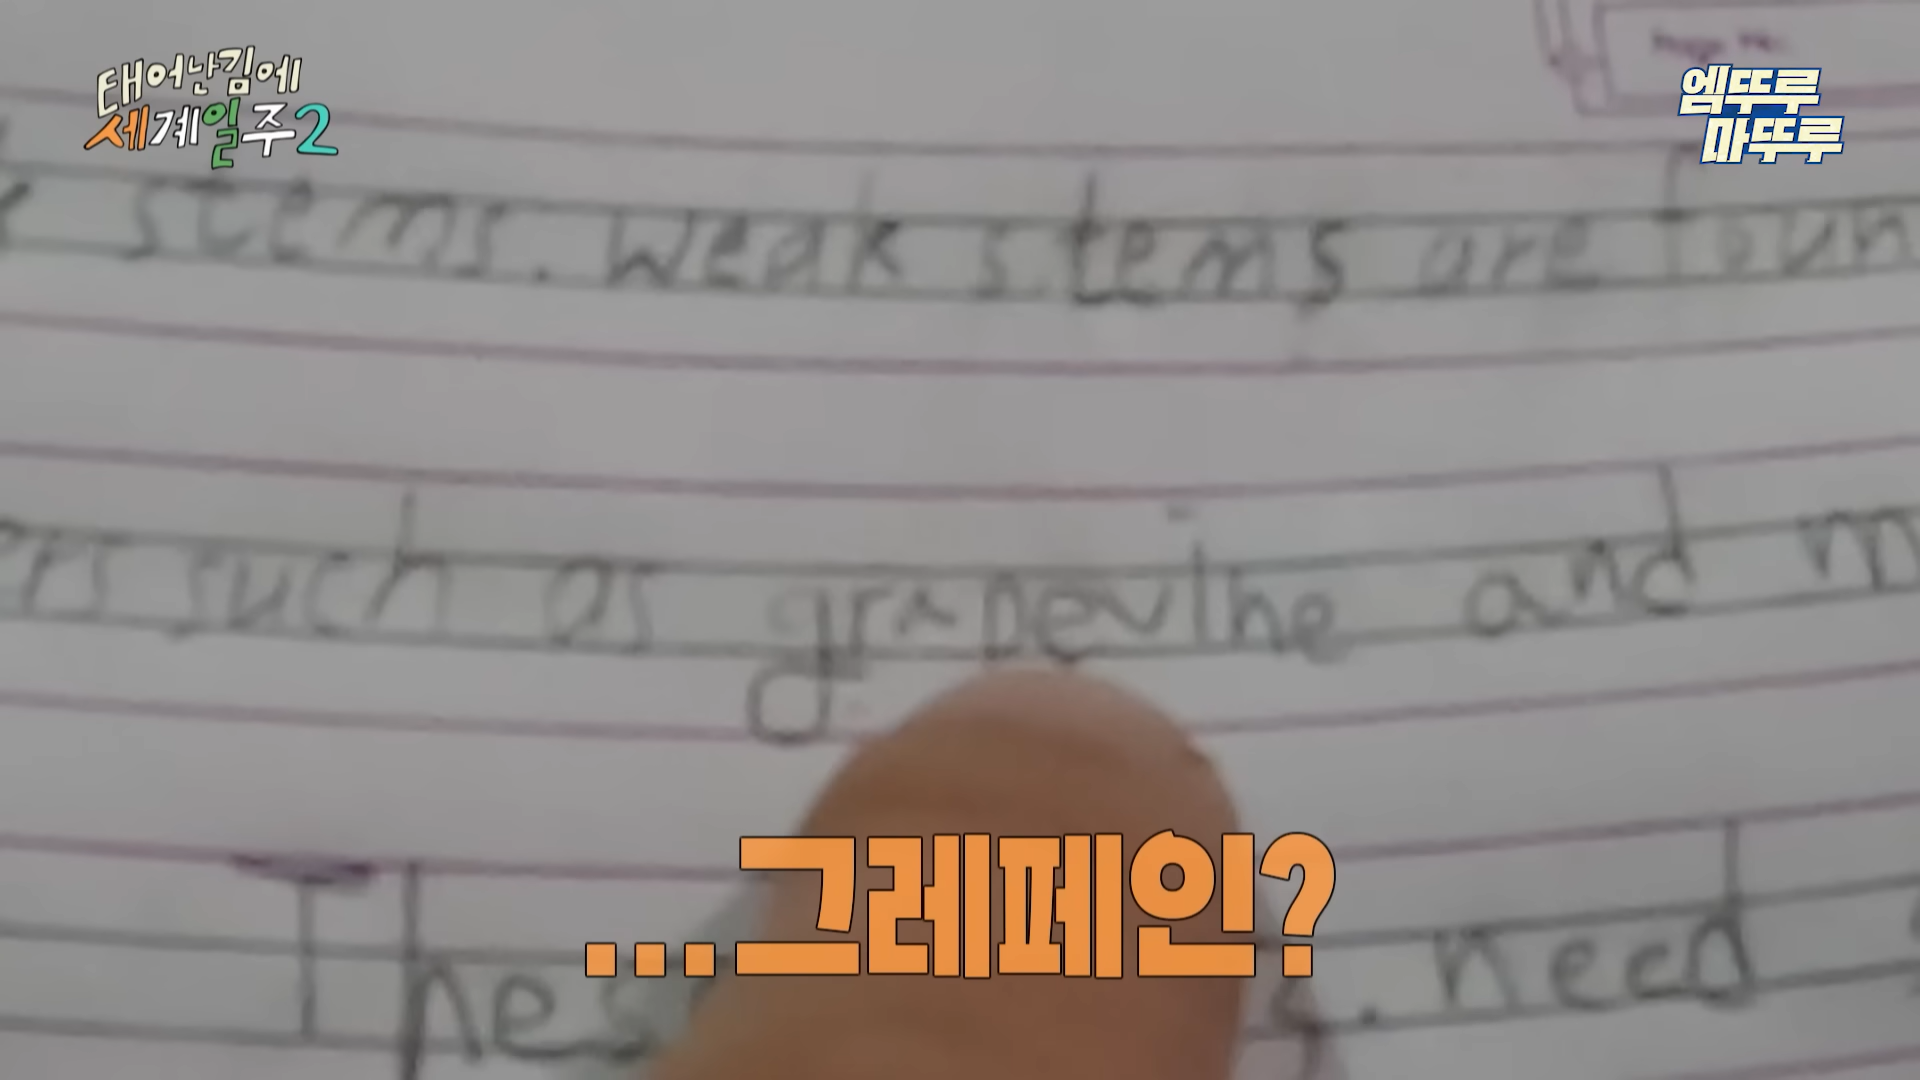 태어난김에
세계일주2
엠뚜루
마뚜루
stems. weak stems are
such as grapevine and
...그레페인?
need